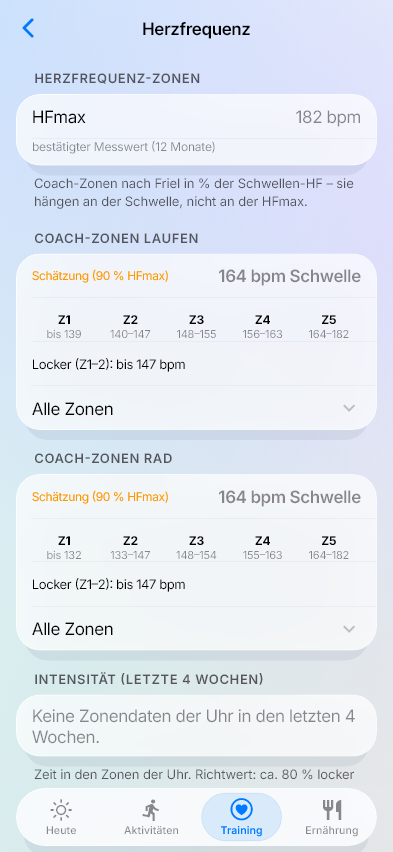 Herzfrequenz
HERZFREQUENZ-ZONEN
HFmax 182 bpm
bestätigter Messwert (12 Monate)
Coach-Zonen nach Friel in % der Schwellen-HF – sie
hängen an der Schwelle, nicht an der HFmax.
COACH-ZONEN LAUFEN
Schätzung (90 % HFmax) 164 bpm Schwelle
Z1 Z2 Z3 Z4 Z5
bis 139 140–147 148–155 156–163 164–182
Locker (Z1–2): bis 147 bpm
Alle Zonen
COACH-ZONEN RAD
Schätzung (90 % HFmax) 164 bpm Schwelle
Z1 Z2 Z3 Z4 Z5
bis 132 133–147 148–154 155–163 164–182
Locker (Z1–2): bis 147 bpm
Alle Zonen
INTENSITÄT (LETZTE 4 WOCHEN)
Keine Zonendaten der Uhr in den letzten 4
Wochen.
Zeit in den Zonen der Uhr. Richtwert: ca. 80 % locker
Heute Aktivitäten Training Ernährung